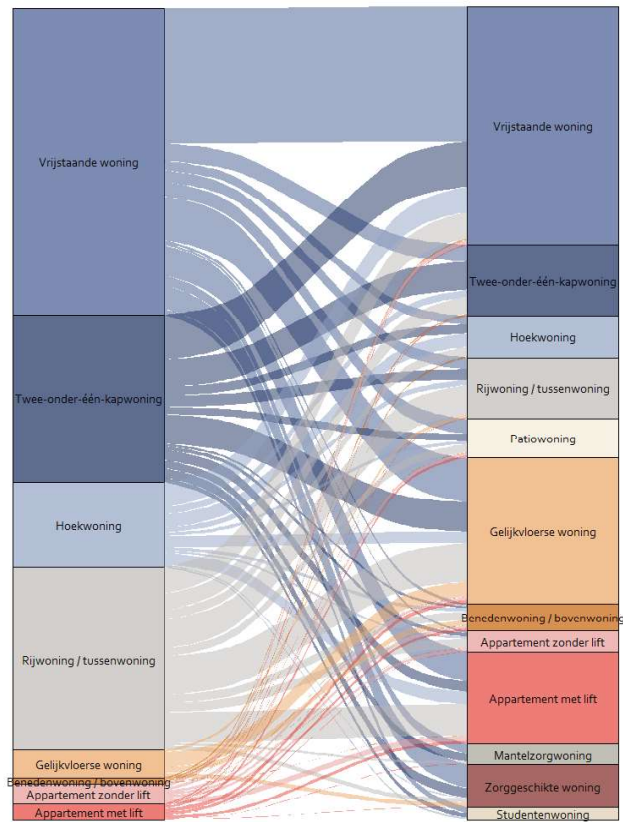 Vrijstaande woning
Twee-onder-één-kapwoning
Hoekwoning
Rijwoning / tussenwoning
Gelijkvloerse woning
Benedenwoning / bovenwoning
Appartement zonder lift
Appartement met lift
Vrijstaande woning
Twee-onder-één-kapwoning
Hoekwoning
Rijwoning / tussenwoning
Patiowoning
Gelijkvloerse woning
Benedenwoning / bovenwoning
Appartement zonder lift
Appartement met lift
Mantelzorgwoning
Zorggeschikte woning
Studentenwoning